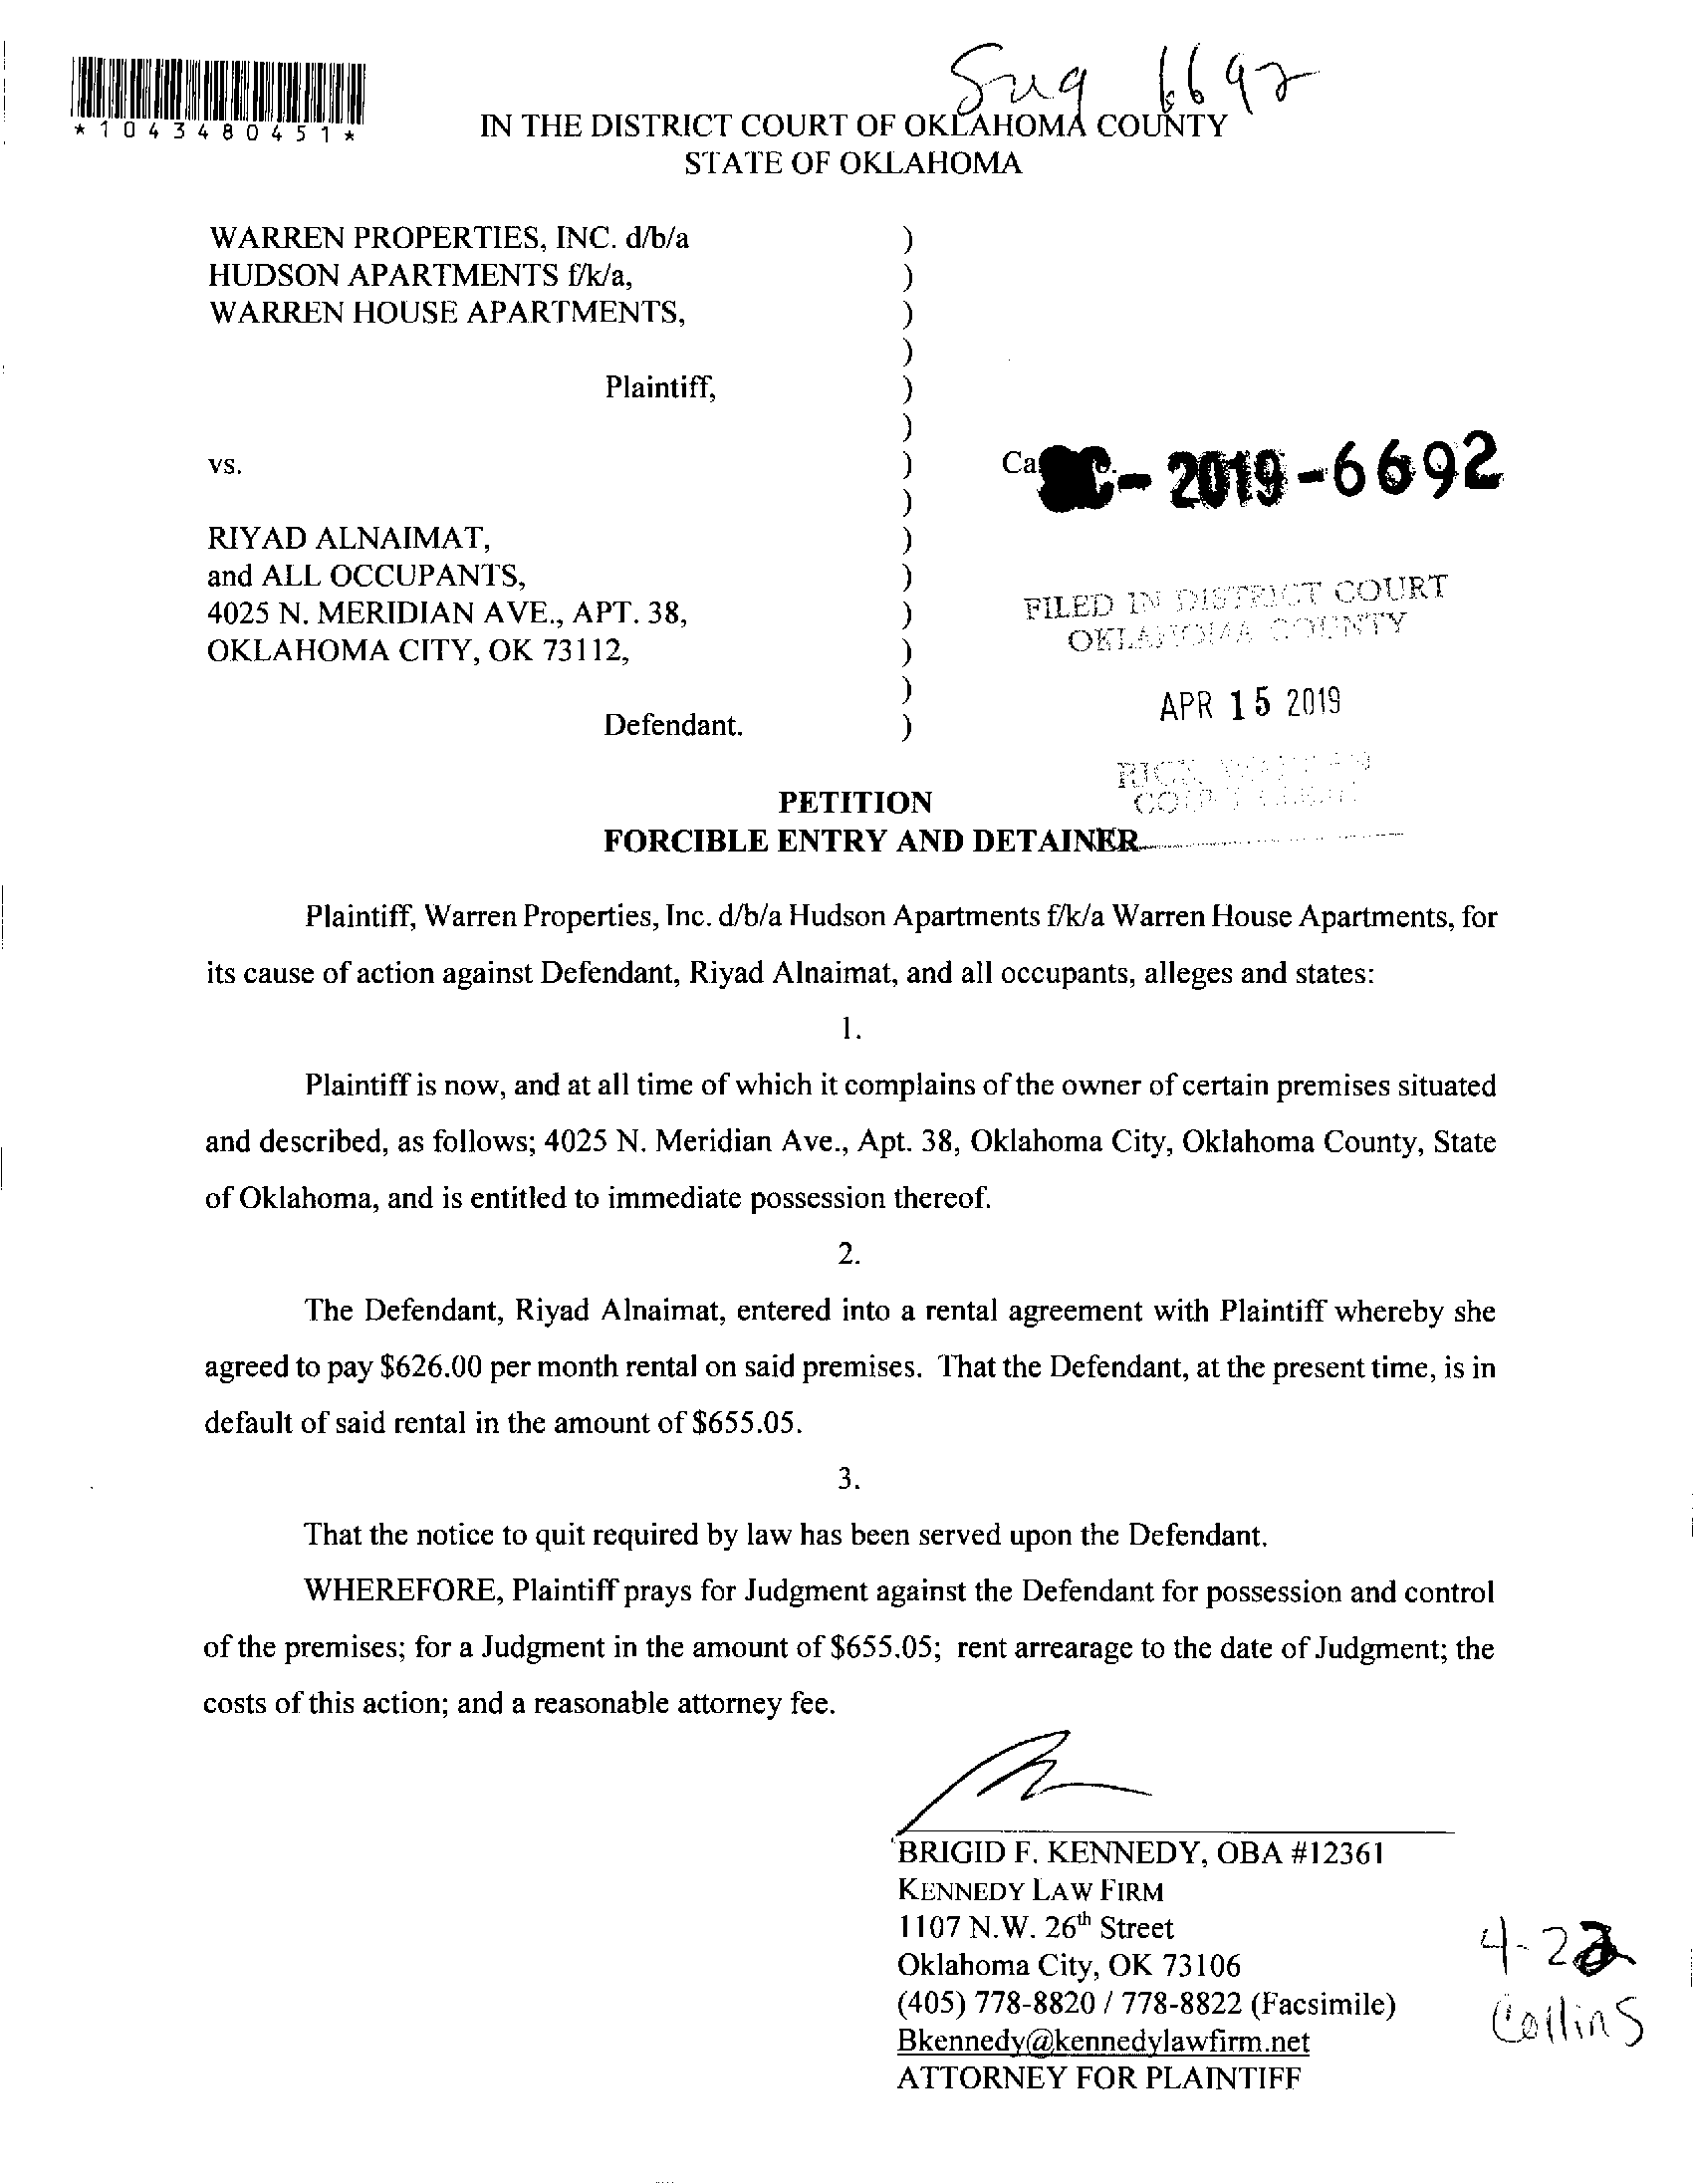 6692
*1043480451*
IN THE DISTRICT COURT OF OKLAHOMA COUNTY
STATE OF OKLAHOMA
WARREN PROPERTIES, INC. d/b/a )
HUDSON APARTMENTS f/k/a, )
WARREN HOUSE APARTMENTS, )
)
Plaintiff, )
)
vs. ) -2019-6692
)
RIYAD ALNAIMAT, )
and ALL OCCUPANTS, ) FILED IN DISTRICT COURT
4025 N. MERIDIAN AVE., APT. 38, ) OKLAHOMA COUNTY
OKLAHOMA CITY, OK 73112, )
) APR 15 2019
Defendant. )
PETITION
FORCIBLE ENTRY AND DETAINER
Plaintiff, Warren Properties, Inc. d/b/a Hudson Apartments f/k/a Warren House Apartments, for
its cause of action against Defendant, Riyad Alnaimat, and all occupants, alleges and states:
1.
Plaintiff is now, and at all time of which it complains of the owner of certain premises situated
and described, as follows; 4025 N. Meridian Ave., Apt. 38, Oklahoma City, Oklahoma County, State
of Oklahoma, and is entitled to immediate possession thereof.
2.
The Defendant, Riyad Alnaimat, entered into a rental agreement with Plaintiff whereby she
agreed to pay $626.00 per month rental on said premises. That the Defendant, at the present time, is in
default of said rental in the amount of $655.05.
3.
That the notice to quit required by law has been served upon the Defendant.
WHEREFORE, Plaintiff prays for Judgment against the Defendant for possession and control
of the premises; for a Judgment in the amount of $655.05; rent arrearage to the date of Judgment; the
costs of this action; and a reasonable attorney fee.
BRIGID F. KENNEDY, OBA #12361
KENNEDY LAW FIRM
1107 N.W. 26th Street
Oklahoma City, OK 73106
(405) 778-8820 / 778-8822 (Facsimile)
Bkennedy@kennedylawfirm.net
ATTORNEY FOR PLAINTIFF
4-22
Collins